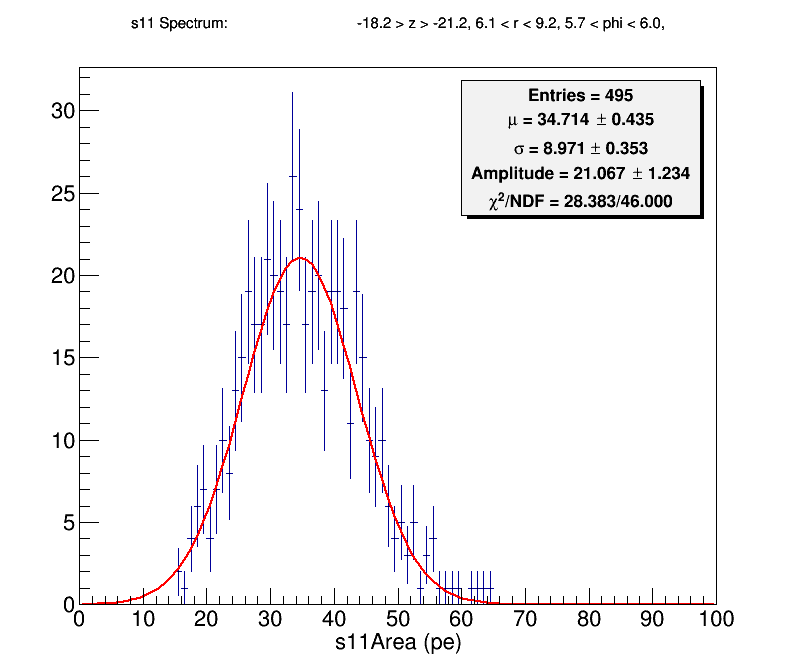 s11 Spectrum: -18.2 > z > -21.2, 6.1 < r < 9.2, 5.7 < phi < 6.0,
Entries = 495
μ = 34.714 ± 0.435
σ = 8.971 ± 0.353
Amplitude = 21.067 ± 1.234
χ²/NDF = 28.383/46.000
30
25
20
15
10
5
0
0 10 20 30 40 50 60 70 80 90 100
s11Area (pe)